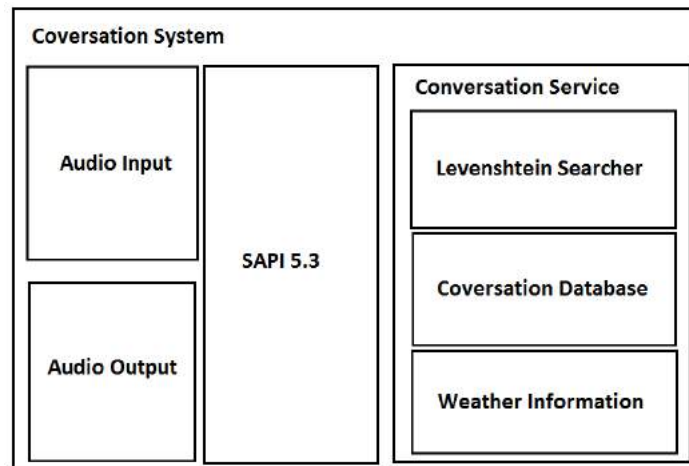 Coversation System
Audio Input
Audio Output
SAPI 5.3
Conversation Service
Levenshtein Searcher
Coversation Database
Weather Information